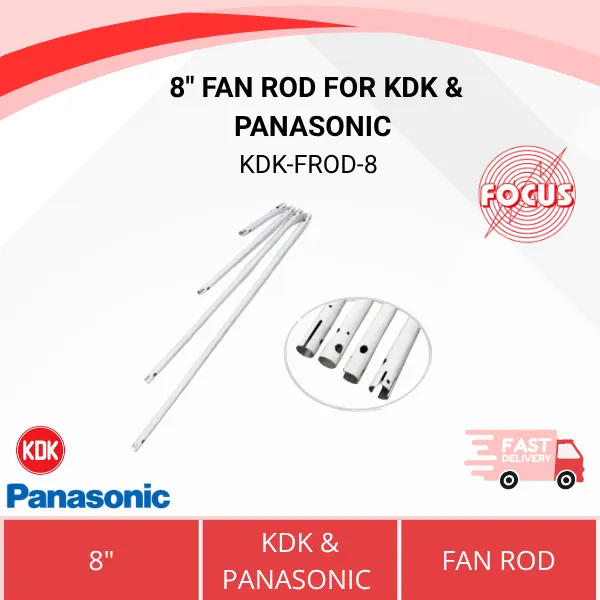 8" FAN ROD FOR KDK &
PANASONIC
KDK-FROD-8
FOCUS
KDK
Panasonic
FAST
DELIVERY
8"
KDK &
PANASONIC
FAN ROD